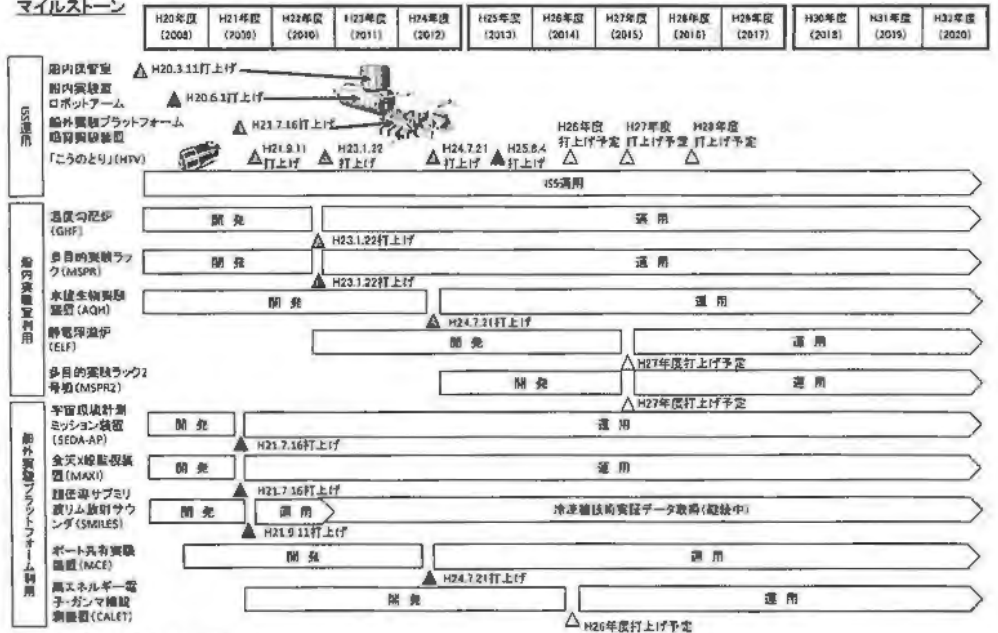 マイルストーン
H20年度 H21年度 H22年度 H23年度 H24年度 H25年度 H26年度 H27年度 H28年度 H29年度 H30年度 H31年度 H32年度
(2008) (2009) (2010) (2011) (2012) (2013) (2014) (2015) (2016) (2017) (2018) (2019) (2020)
ISS運用
船内保管室 H20.3.11打上げ
船内実験室
ロボットアーム H20.6.1打上げ
船外実験プラットフォーム
船外実験装置 H21.7.16打上げ
「こうのとり」(HTV)
H21.9.11
打上げ
H23.1.22
打上げ
H24.7.21
打上げ
H25.8.4
打上げ
H26年度
打上げ予定
H27年度
打上げ予定
H28年度
打上げ予定
ISS運用
船内実験室利用
温度勾配炉
(GHF)
開発 運用
H23.1.22打上げ
多目的実験ラッ
ク(MSPR)
開発 運用
H23.1.22打上げ
水棲生物実験
装置(AQH)
開発 運用
H24.7.21打上げ
静電浮遊炉
(ELF)
開発 運用
H27年度打上げ予定
多目的実験ラック2
号機(MSPR2)
開発 運用
H27年度打上げ予定
船外実験プラットフォーム利用
宇宙環境計測
ミッション装置
(SEDA-AP)
開発 運用
H21.7.16打上げ
全天X線監視装
置(MAXI)
開発 運用
H21.7.16打上げ
超伝導サブミリ
波リム放射サウ
ンダ(SMILES)
開発 運用 冷凍機技術実証データ取得(継続中)
H21.9.11打上げ
ポート共有実験
装置(MCE)
開発 運用
H24.7.21打上げ
高エネルギー電
子・ガンマ線観
測装置(CALET)
開発 運用
H26年度打上げ予定